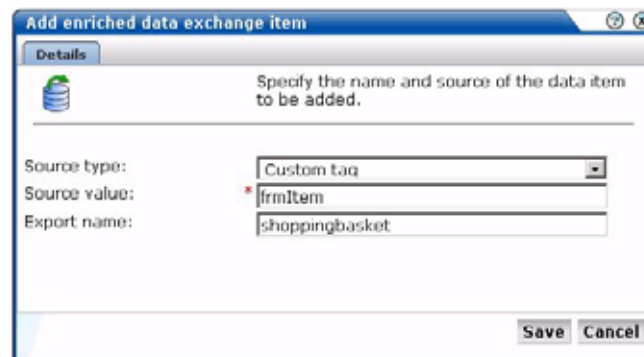 Add enriched data exchange item
Details
Specify the name and source of the data item
to be added.
Source type:
Custom tag
Source value:
* frmItem
Export name:
shoppingbasket
Save Cancel